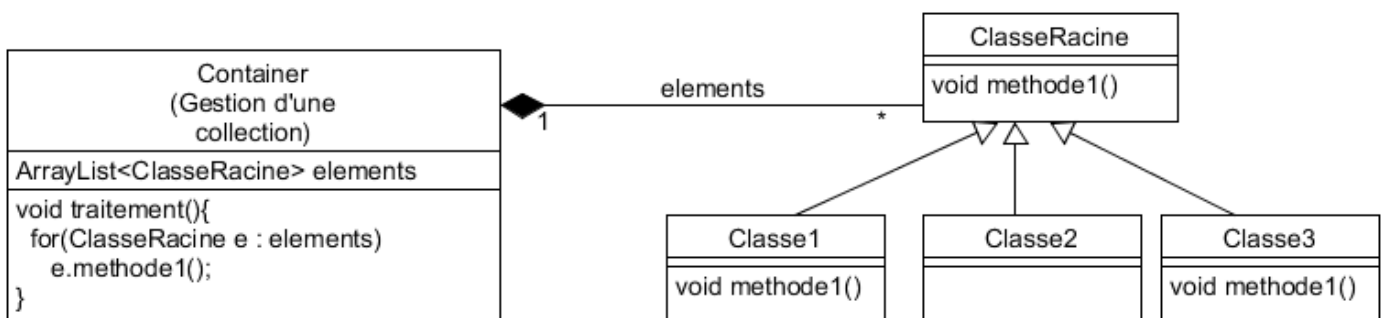 Container
(Gestion d'une
collection)
ArrayList<ClasseRacine> elements
void traitement(){
for(ClasseRacine e : elements)
e.methode1();
}
elements
1
*
ClasseRacine
void methode1()
Classe1
void methode1()
Classe2
Classe3
void methode1()